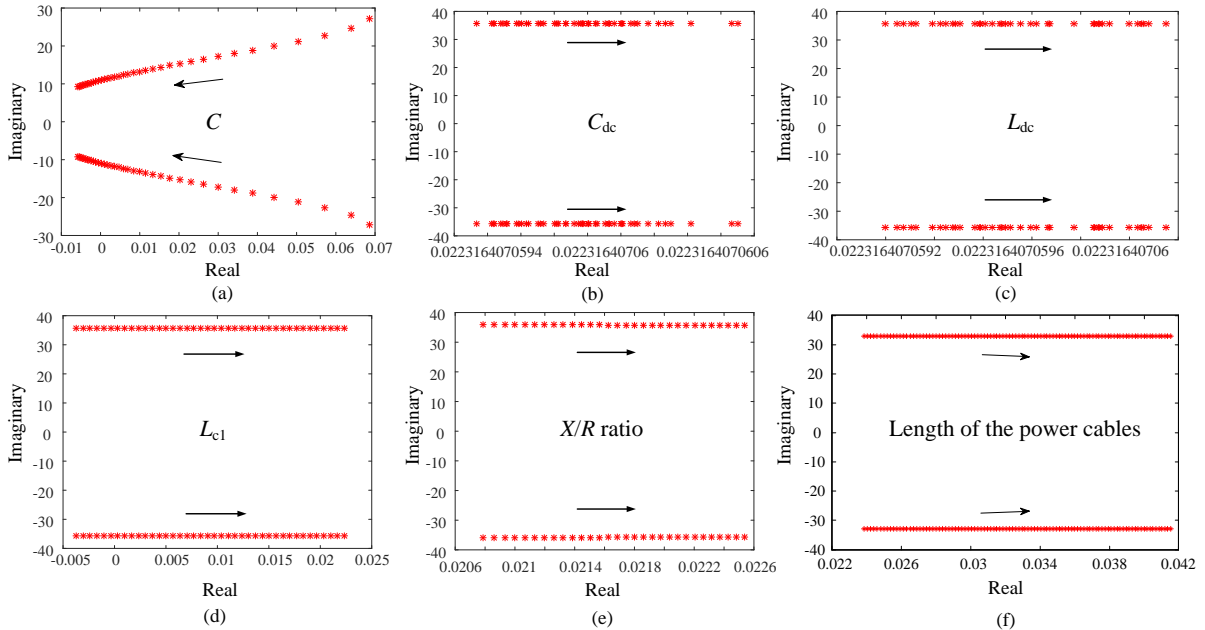 30
20
10
0
-10
-20
30
-0.01 0 0.01 0.02 0.03 0.04 0.05 0.06 0.07
Imaginary
C
Real
(a)
40
30
20
10
0
-10
-20
-30
-40
0.0223164070594 0.0223164070706 0.0223164070606
Imaginary
C_dc
Real
(b)
40
30
20
10
0
-10
-20
-30
-40
0.0223164070592 0.0223164070596 0.0223164070706
Imaginary
L_dc
Real
(c)
40
30
20
10
0
-10
-20
-30
-40
-0.005 0 0.005 0.01 0.015 0.02 0.025
Imaginary
L_c1
Real
(d)
40
30
20
10
0
-10
-20
-30
-40
0.0206 0.021 0.0214 0.0218 0.0222 0.0226
Imaginary
X/R ratio
Real
(e)
40
30
20
10
0
-10
-20
-30
-40
0.022 0.026 0.03 0.034 0.038 0.042
Imaginary
Length of the power cables
Real
(f)